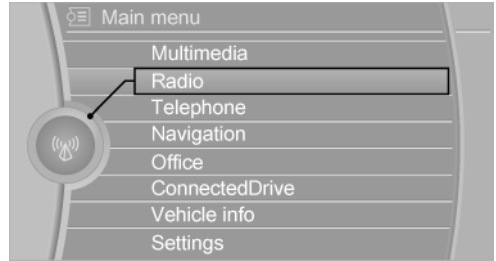 Main menu
Multimedia
Radio
Telephone
Navigation
Office
ConnectedDrive
Vehicle info
Settings